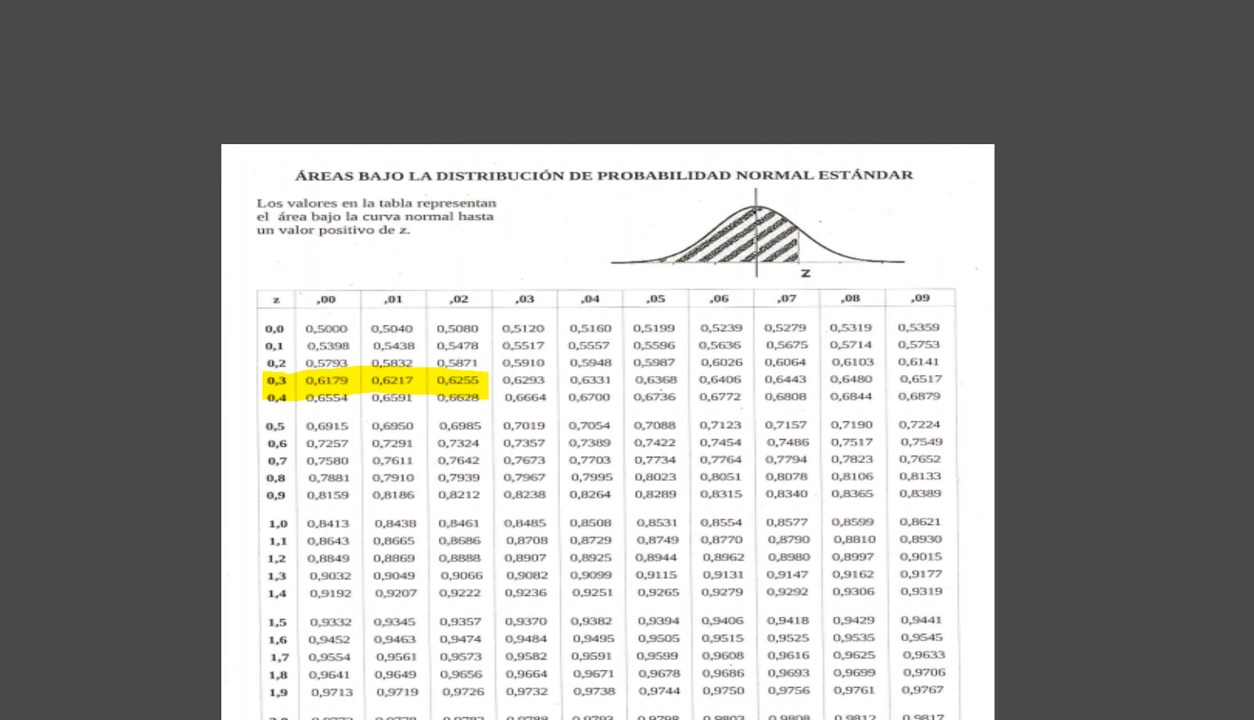 ÁREAS BAJO LA DISTRIBUCIÓN DE PROBABILIDAD NORMAL ESTÁNDAR
Los valores en la tabla representan
el área bajo la curva normal hasta
un valor positivo de z.
z
z ,00 ,01 ,02 ,03 ,04 ,05 ,06 ,07 ,08 ,09
0,0 0,5000 0,5040 0,5080 0,5120 0,5160 0,5199 0,5239 0,5279 0,5319 0,5359
0,1 0,5398 0,5438 0,5478 0,5517 0,5557 0,5596 0,5636 0,5675 0,5714 0,5753
0,2 0,5793 0,5832 0,5871 0,5910 0,5948 0,5987 0,6026 0,6064 0,6103 0,6141
0,3 0,6179 0,6217 0,6255 0,6293 0,6331 0,6368 0,6406 0,6443 0,6480 0,6517
0,4 0,6554 0,6591 0,6628 0,6664 0,6700 0,6736 0,6772 0,6808 0,6844 0,6879
0,5 0,6915 0,6950 0,6985 0,7019 0,7054 0,7088 0,7123 0,7157 0,7190 0,7224
0,6 0,7257 0,7291 0,7324 0,7357 0,7389 0,7422 0,7454 0,7486 0,7517 0,7549
0,7 0,7580 0,7611 0,7642 0,7673 0,7703 0,7734 0,7764 0,7794 0,7823 0,7652
0,8 0,7881 0,7910 0,7939 0,7967 0,7995 0,8023 0,8051 0,8078 0,8106 0,8133
0,9 0,8159 0,8186 0,8212 0,8238 0,8264 0,8289 0,8315 0,8340 0,8365 0,8389
1,0 0,8413 0,8438 0,8461 0,8485 0,8508 0,8531 0,8554 0,8577 0,8599 0,8621
1,1 0,8643 0,8665 0,8686 0,8708 0,8729 0,8749 0,8770 0,8790 0,8810 0,8930
1,2 0,8849 0,8869 0,8888 0,8907 0,8925 0,8944 0,8962 0,8980 0,8997 0,9015
1,3 0,9032 0,9049 0,9066 0,9082 0,9099 0,9115 0,9131 0,9147 0,9162 0,9177
1,4 0,9192 0,9207 0,9222 0,9236 0,9251 0,9265 0,9279 0,9292 0,9306 0,9319
1,5 0,9332 0,9345 0,9357 0,9370 0,9382 0,9394 0,9406 0,9418 0,9429 0,9441
1,6 0,9452 0,9463 0,9474 0,9484 0,9495 0,9505 0,9515 0,9525 0,9535 0,9545
1,7 0,9554 0,9561 0,9573 0,9582 0,9591 0,9599 0,9608 0,9616 0,9625 0,9633
1,8 0,9641 0,9649 0,9656 0,9664 0,9671 0,9678 0,9686 0,9693 0,9699 0,9706
1,9 0,9713 0,9719 0,9726 0,9732 0,9738 0,9744 0,9750 0,9756 0,9761 0,9767